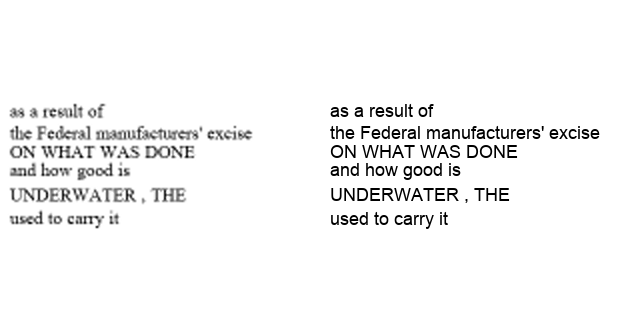 as a result of
the Federal manufacturers' excise
ON WHAT WAS DONE
and how good is
UNDERWATER , THE
used to carry it
as a result of
the Federal manufacturers' excise
ON WHAT WAS DONE
and how good is
UNDERWATER , THE
used to carry it